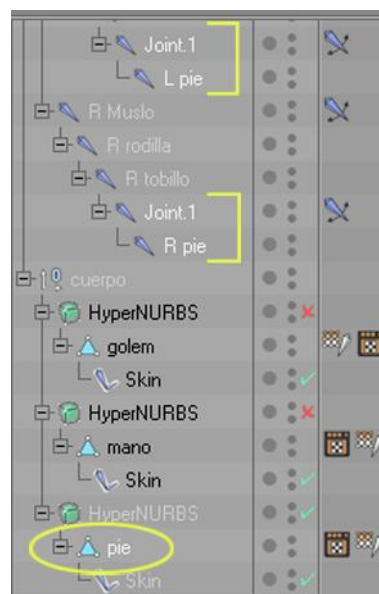 Joint.1
L pie
R Muslo
R rodilla
R tobillo
Joint.1
R pie
cuerpo
HyperNURBS
golem
Skin
HyperNURBS
mano
Skin
HyperNURBS
pie
Skin